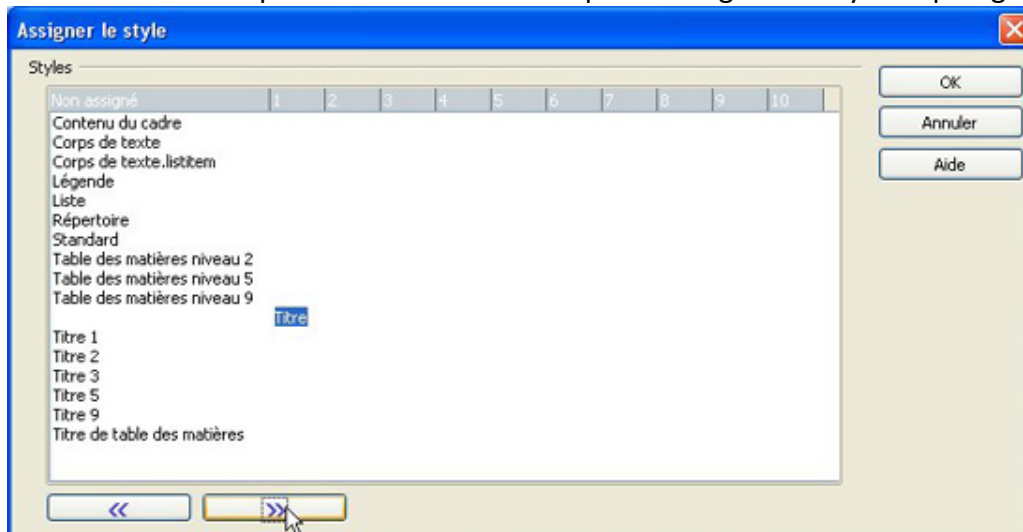 Assigner le style
Styles
Non assigné 1 2 3 4 5 6 7 8 9 10
Contenu du cadre
Corps de texte
Corps de texte.listitem
Légende
Liste
Répertoire
Standard
Table des matières niveau 2
Table des matières niveau 5
Table des matières niveau 9
Titre
Titre 1
Titre 2
Titre 3
Titre 5
Titre 9
Titre de table des matières
OK
Annuler
Aide
<<
>>